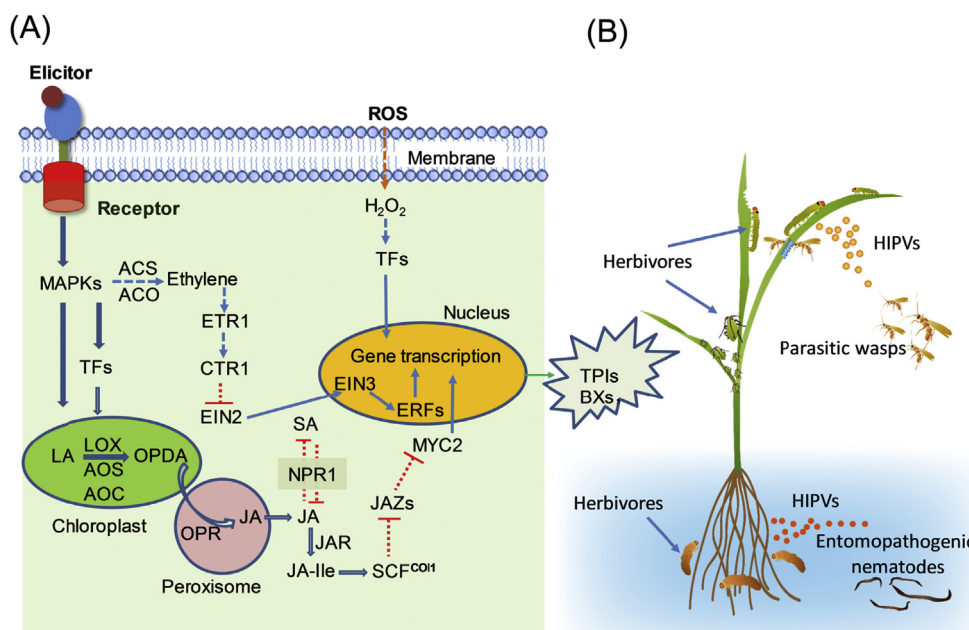 (A)
Elicitor
ROS
Membrane
Receptor
H₂O₂
MAPKs
ACS
ACO
Ethylene
TFs
ETR1
Nucleus
TFs
CTR1
Gene transcription
EIN3
ERFs
EIN2
TPIs
BXs
SA
MYC2
LA
LOX
AOS
AOC
OPDA
NPR1
JAZs
Chloroplast
OPR
JA
JA
JAR
Peroxisome
JA-Ile
SCF^COI1
(B)
HIPVs
Herbivores
Parasitic wasps
Herbivores
HIPVs
Entomopathogenic
nematodes